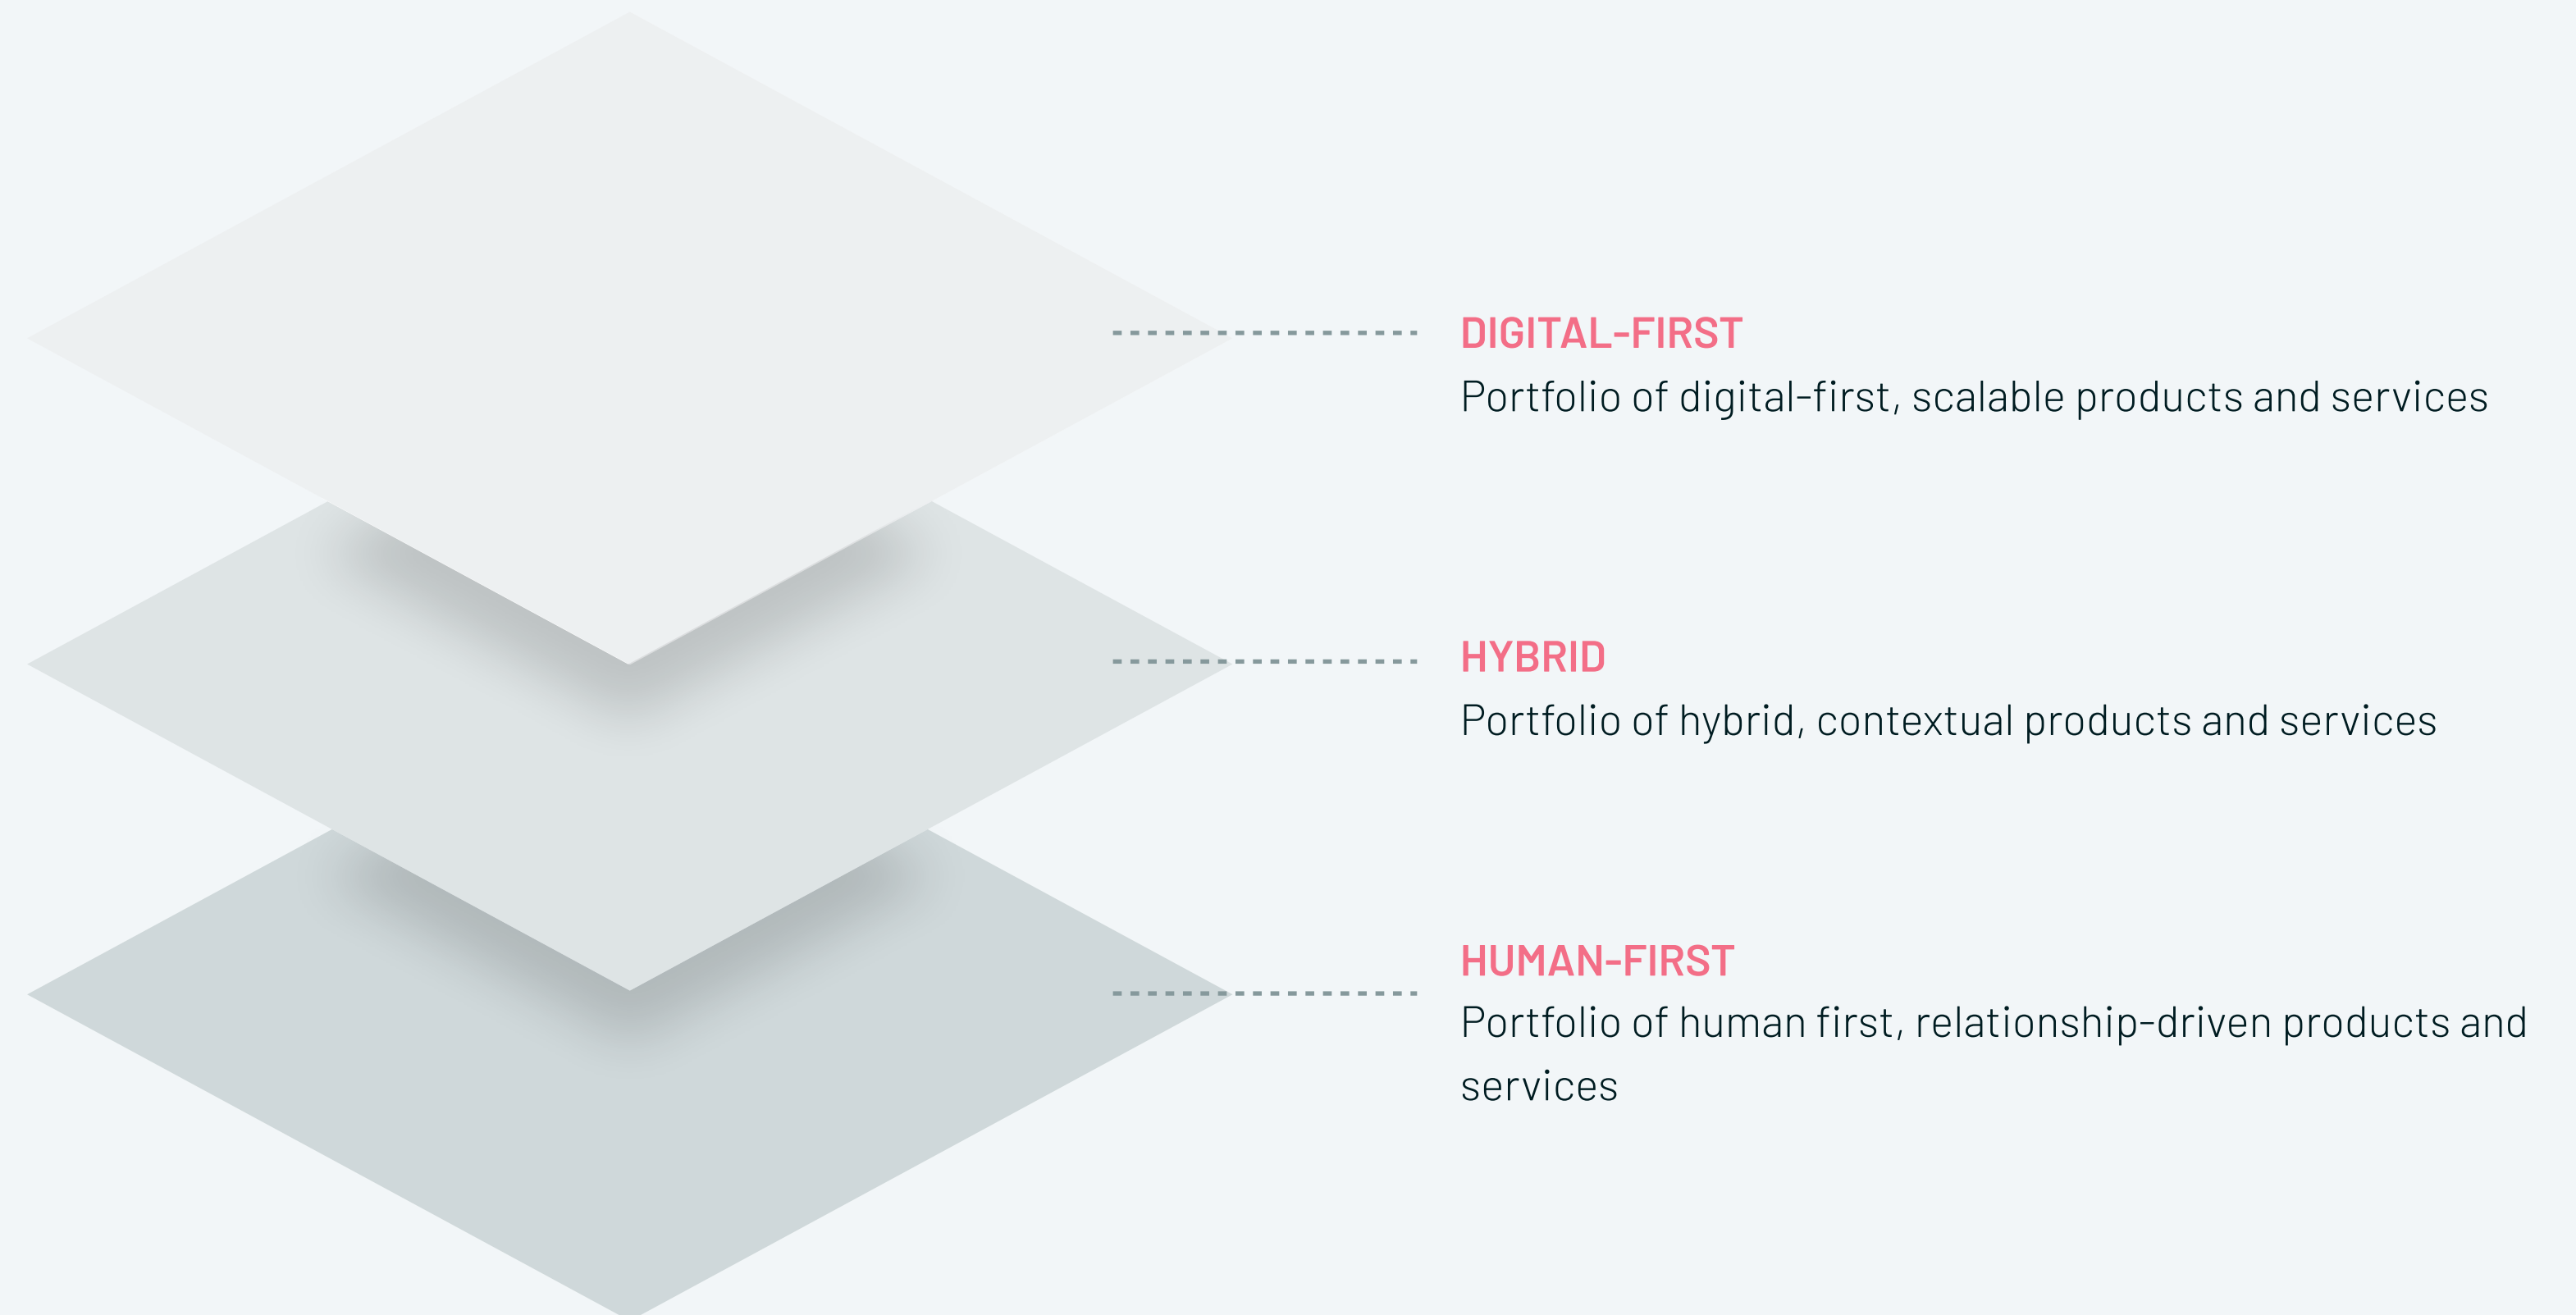 DIGITAL-FIRST
Portfolio of digital-first, scalable products and services
HYBRID
Portfolio of hybrid, contextual products and services
HUMAN-FIRST
Portfolio of human first, relationship-driven products and
services